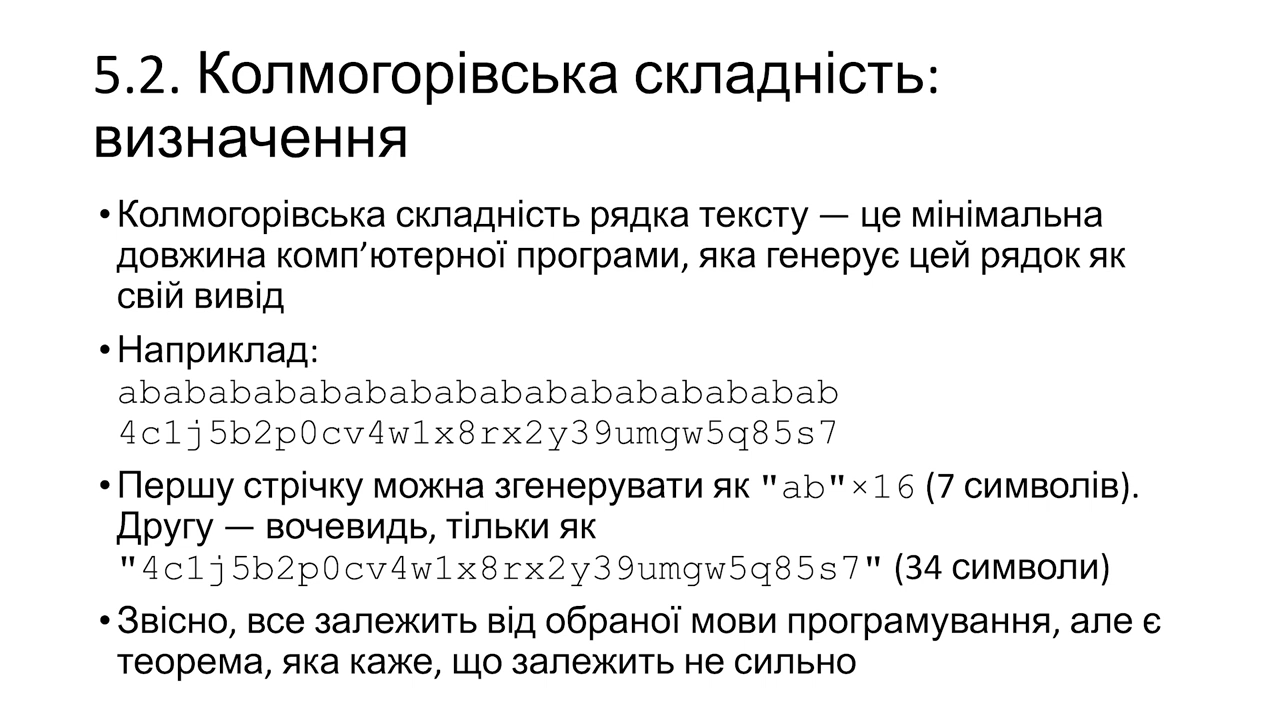 5.2. Колмогорівська складність:
визначення
•Колмогорівська складність рядка тексту — це мінімальна
довжина комп’ютерної програми, яка генерує цей рядок як
свій вивід
•Наприклад:
abababababababababababababababab
4c1j5b2p0cv4w1x8rx2y39umgw5q85s7
•Першу стрічку можна згенерувати як "ab"×16 (7 символів).
Другу — вочевидь, тільки як
"4c1j5b2p0cv4w1x8rx2y39umgw5q85s7" (34 символи)
•Звісно, все залежить від обраної мови програмування, але є
теорема, яка каже, що залежить не сильно